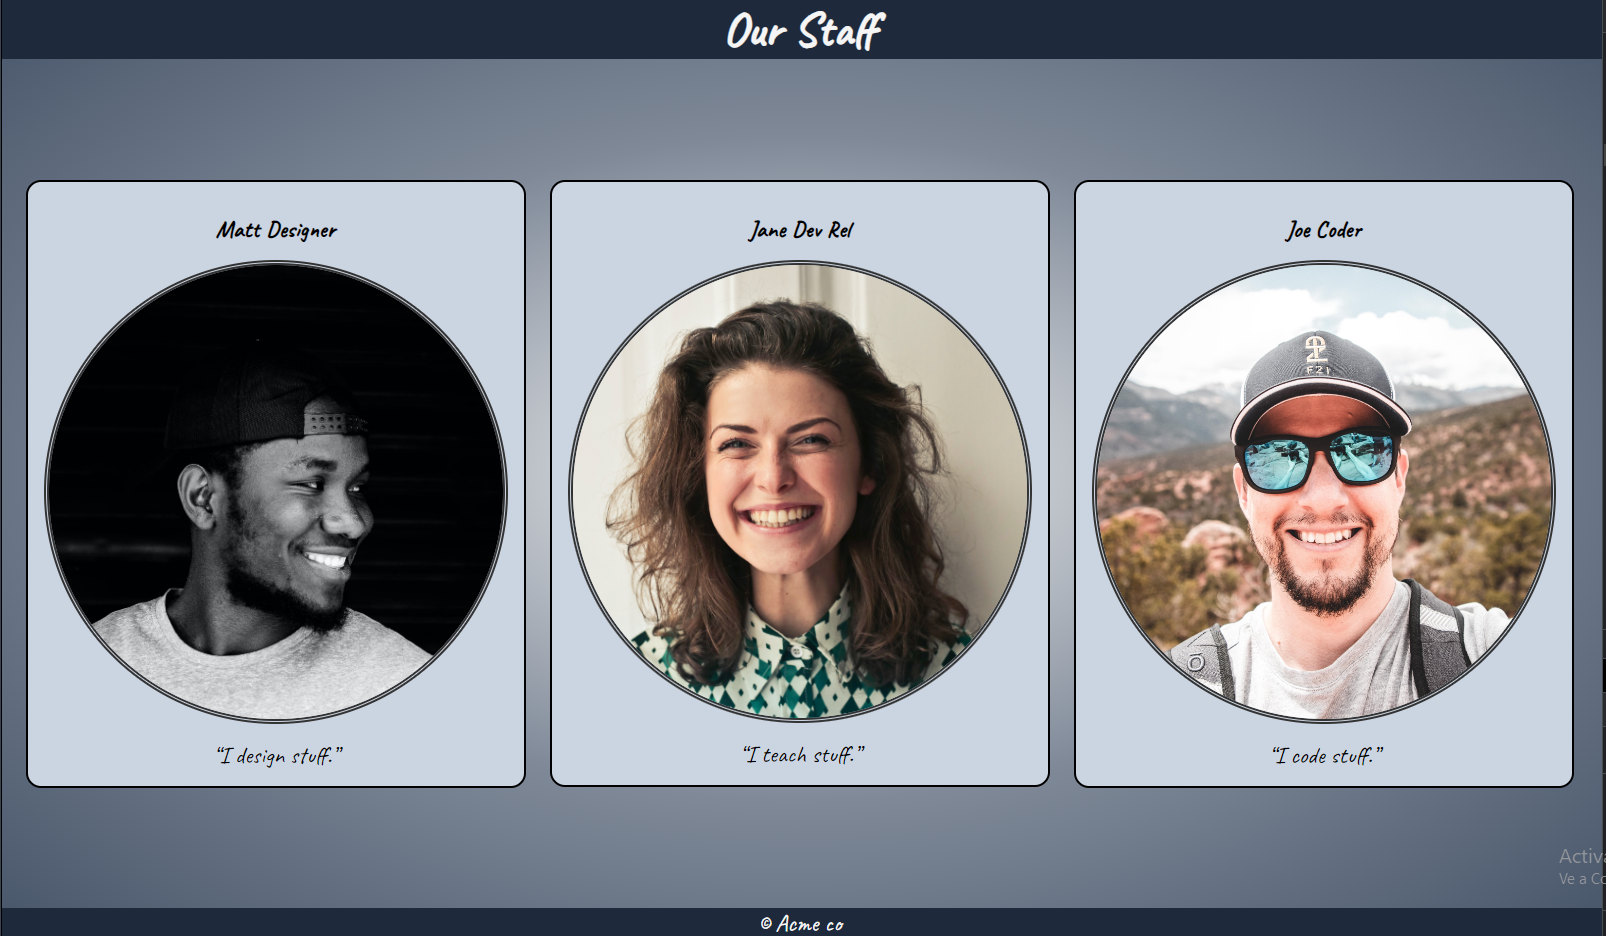 Our Staff
Matt Designer
Jane Dev Rel
Joe Coder
F21
“I design stuff.”
“I teach stuff.”
“I code stuff.”
Ve a
© Acme co